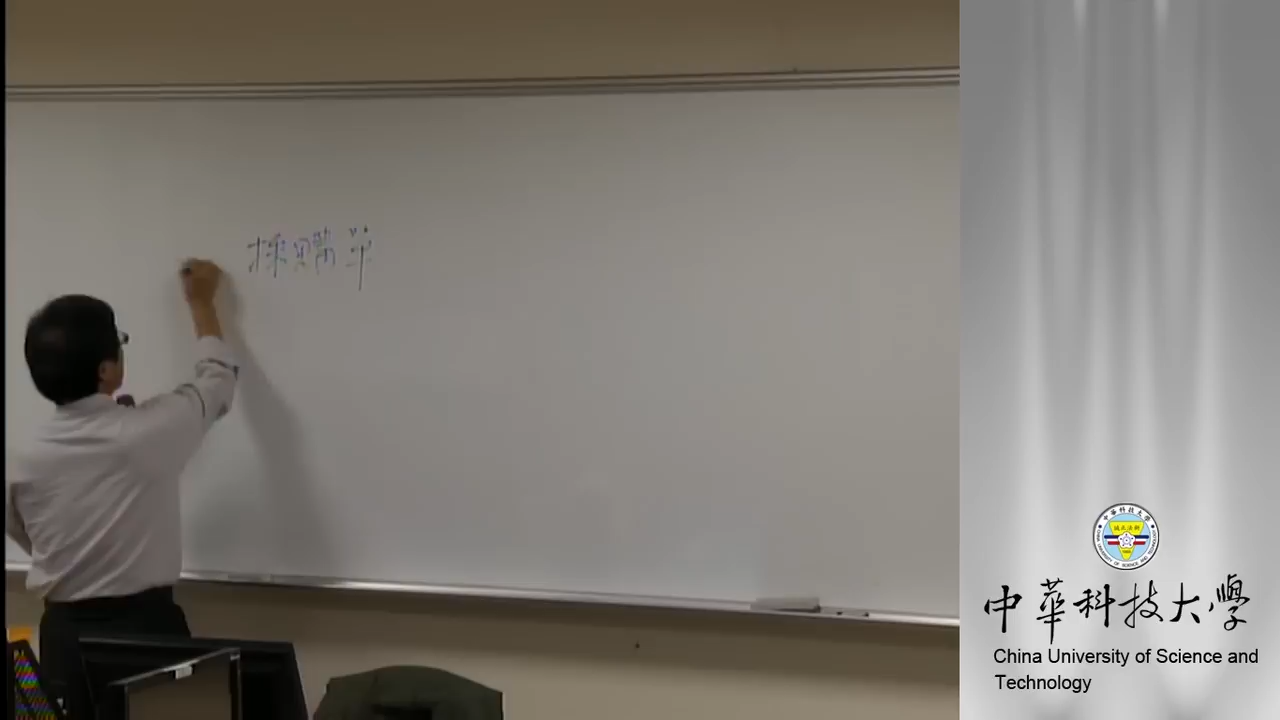 採購單
中華科技大學
China University of Science and
Technology